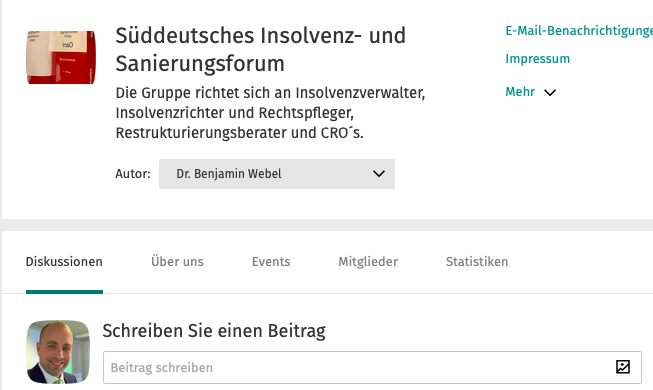 InsO
Süddeutsches Insolvenz- und
Sanierungsforum
Die Gruppe richtet sich an Insolvenzverwalter,
Insolvenzrichter und Rechtspfleger,
Restrukturierungsberater und CRO´s.
Autor: Dr. Benjamin Webel
E-Mail-Benachrichtigunge
Impressum
Mehr
Diskussionen Über uns Events Mitglieder Statistiken
Schreiben Sie einen Beitrag
Beitrag schreiben